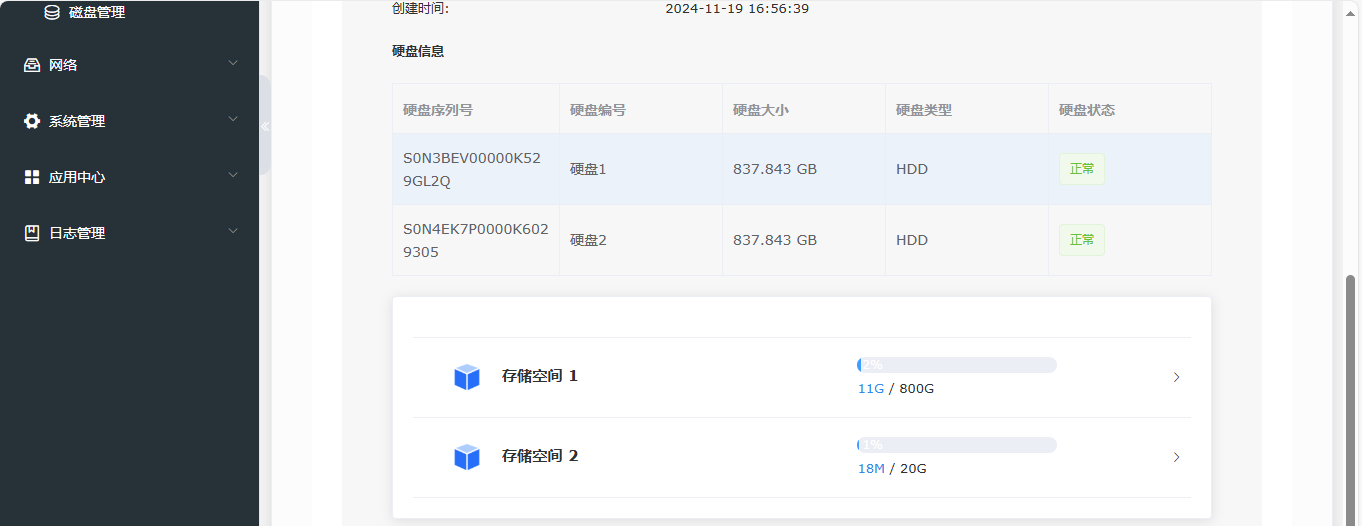 磁盘管理
网络
系统管理
应用中心
日志管理
创建时间: 2024-11-19 16:56:39
硬盘信息
硬盘序列号 硬盘编号 硬盘大小 硬盘类型 硬盘状态
S0N3BEV00000K52
9GL2Q 硬盘1 837.843 GB HDD 正常
S0N4EK7P0000K602
9305 硬盘2 837.843 GB HDD 正常
存储空间 1
2%
11G / 800G
存储空间 2
1%
18M / 20G